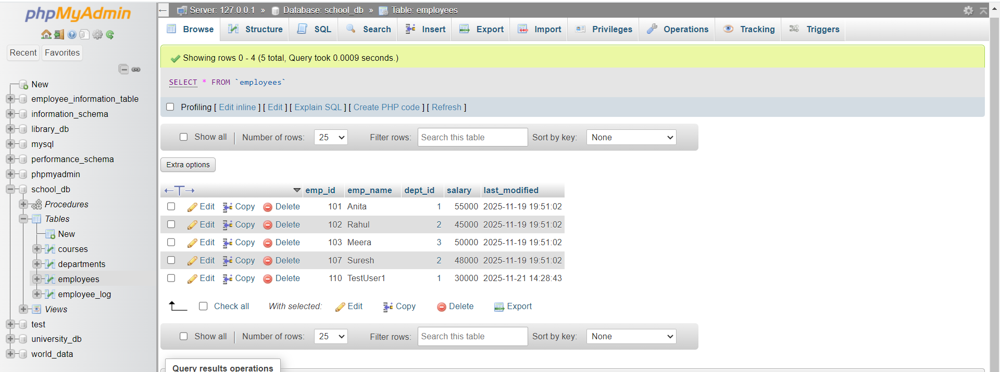 phpMyAdmin
Recent Favorites
New
employee_information_table
information_schema
library_db
mysql
performance_schema
phpmyadmin
school_db
Procedures
Tables
New
courses
departments
employees
employee_log
Views
test
university_db
world_data
Server: 127.0.0.1 » Database: school_db » Table: employees
Browse Structure SQL Search Insert Export Import Privileges Operations Tracking Triggers
Showing rows 0 - 4 (5 total, Query took 0.0009 seconds.)
SELECT * FROM `employees`
Profiling [ Edit inline ] [ Edit ] [ Explain SQL ] [ Create PHP code ] [ Refresh ]
Show all | Number of rows: 25 Filter rows: Search this table Sort by key: None
Extra options
←T→ emp_id emp_name dept_id salary last_modified
Edit Copy Delete 101 Anita 1 55000 2025-11-19 19:51:02
Edit Copy Delete 102 Rahul 2 45000 2025-11-19 19:51:02
Edit Copy Delete 103 Meera 3 50000 2025-11-19 19:51:02
Edit Copy Delete 107 Suresh 2 48000 2025-11-19 19:51:02
Edit Copy Delete 110 TestUser1 1 30000 2025-11-21 14:28:43
Check all With selected: Edit Copy Delete Export
Show all | Number of rows: 25 Filter rows: Search this table Sort by key: None
Query results operations